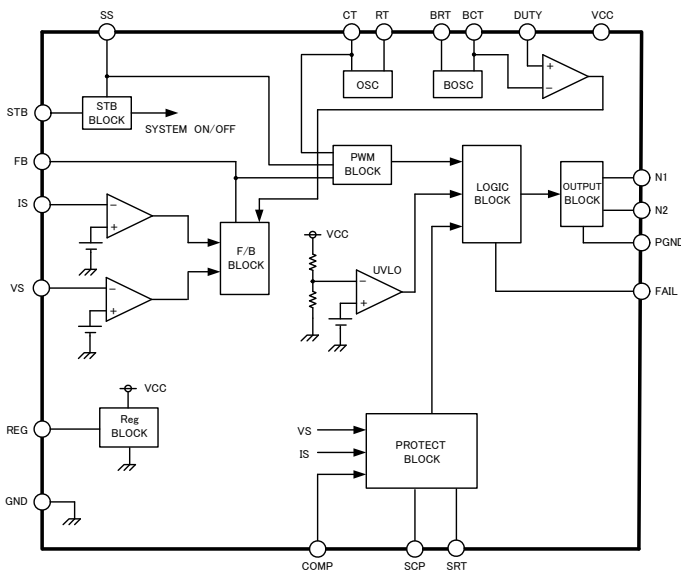 SS
CT
RT
BRT
BCT
DUTY
VCC
OSC
BOSC
+
−
STB
STB
BLOCK
SYSTEM ON/OFF
FB
PWM
BLOCK
LOGIC
BLOCK
OUTPUT
BLOCK
N1
N2
PGND
FAIL
IS
−
+
F/B
BLOCK
VCC
UVLO
−
+
VS
−
+
VCC
Reg
BLOCK
REG
VS
IS
PROTECT
BLOCK
GND
COMP
SCP
SRT